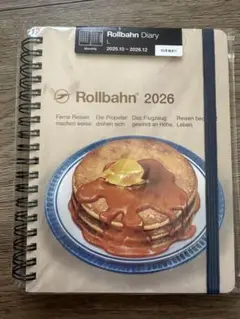 Rollbahn Diary
L
2025.10 – 2026.12
Rollbahn® 2026
Ferne Reisen Die Propeller Das Flugzeug Reisen be
machen weise. drehen sich. gewinnt an Höhe. Leben.